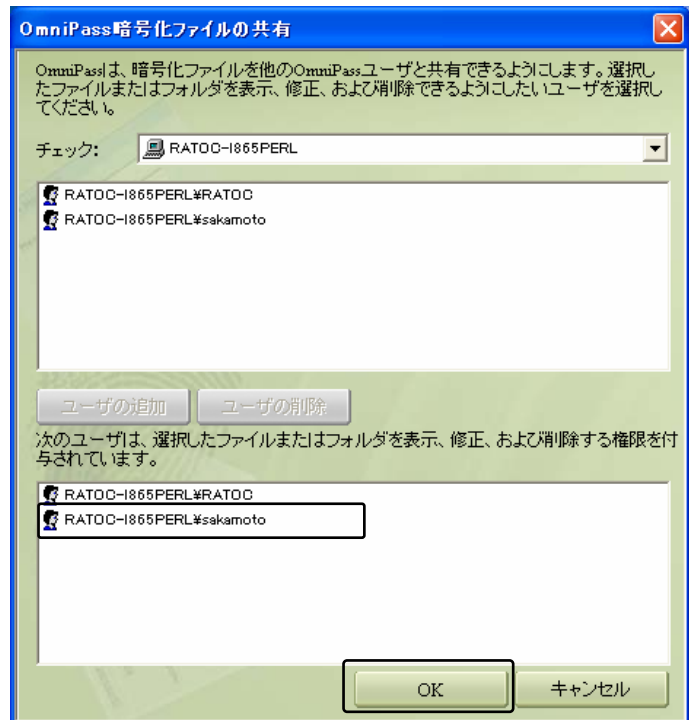 OmniPass暗号化ファイルの共有
OmniPassは、暗号化ファイルを他のOmniPassユーザと共有できるようにします。選択し
たファイルまたはフォルダを表示、修正、および削除できるようにしたいユーザを選択し
てください。
チェック: RATOC-I865PERL
RATOC-I865PERL¥RATOC
RATOC-I865PERL¥sakamoto
ユーザの追加 ユーザの削除
次のユーザは、選択したファイルまたはフォルダを表示、修正、および削除する権限を付
与されています。
RATOC-I865PERL¥RATOC
RATOC-I865PERL¥sakamoto
OK キャンセル